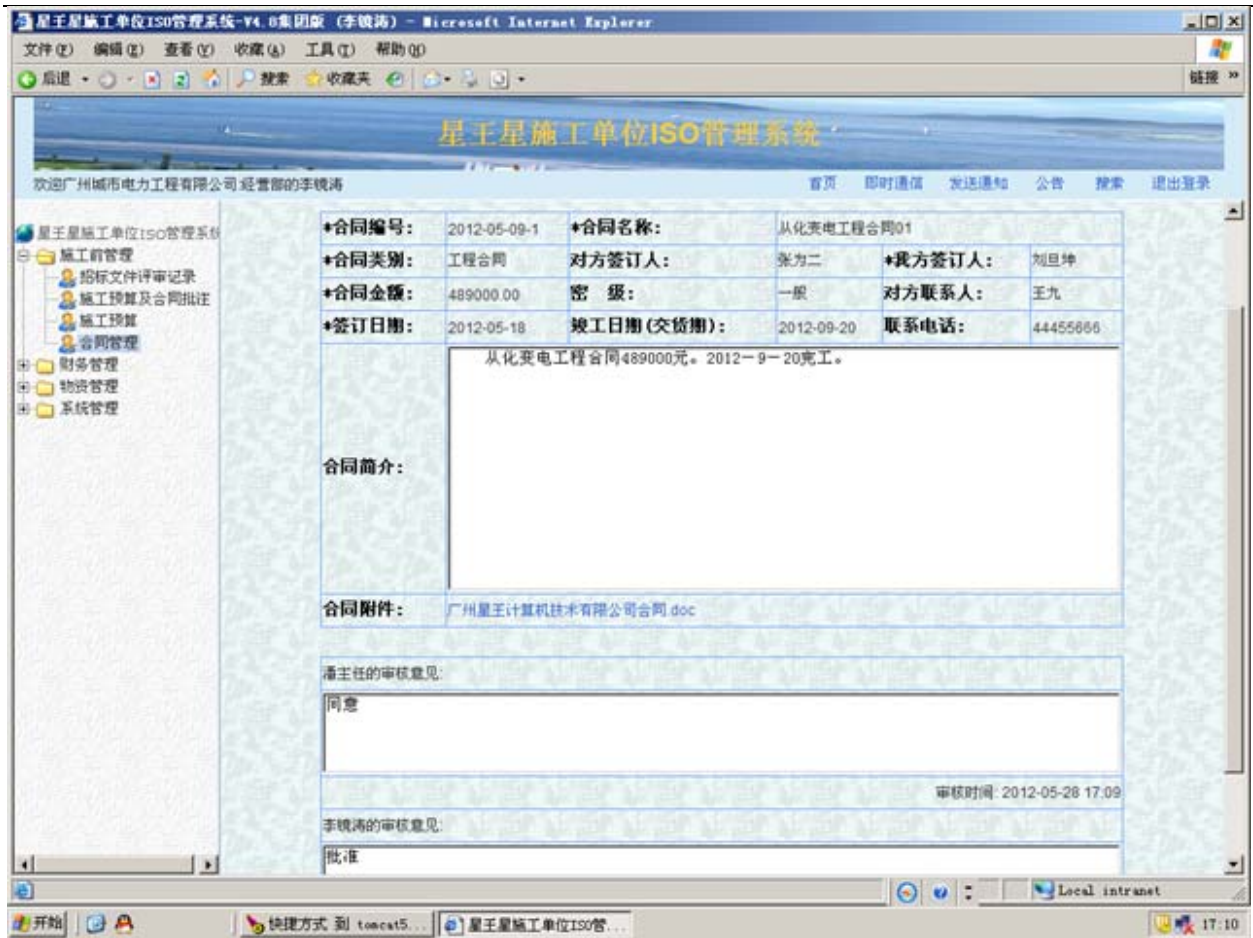 星王星施工单位ISO管理系统-V4.0集团版 (李镜涛) - Microsoft Internet Explorer
文件(F) 编辑(E) 查看(V) 收藏(A) 工具(T) 帮助(H)
后退 搜索 收藏夹 链接 »
星王星施工单位ISO管理系统
欢迎广州城市电力工程有限公司:经营部的李镜涛 首页 即时通信 发送通知 公告 搜索 退出登录
星王星施工单位ISO管理系统
施工前管理
招标文件评审记录
施工预算及合同批注
施工预算
合同管理
财务管理
物资管理
系统管理
*合同编号: 2012-05-09-1 *合同名称: 从化变电工程合同01
*合同类别: 工程合同 对方签订人: 张为二 *我方签订人: 刘旦坤
*合同金额: 489000.00 密 级: 一般 对方联系人: 王九
*签订日期: 2012-05-18 竣工日期(交货期): 2012-09-20 联系电话: 44455666
从化变电工程合同489000元。2012-9-20完工。
合同简介:
合同附件: 广州星王计算机技术有限公司合同.doc
潘主任的审核意见:
同意
审核时间: 2012-05-28 17:09
李镜涛的审核意见:
批准
Local intranet
开始 快捷方式 到 tomcat5... 星王星施工单位ISO管... 17:10